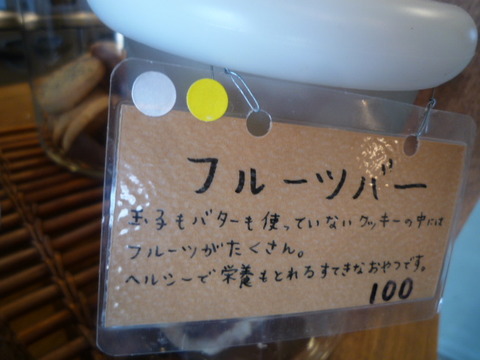 フルーツバー
玉子もバターも使っていないクッキーの中には
フルーツがたくさん。
ヘルシーで栄養もとれるすてきなおやつです。
100